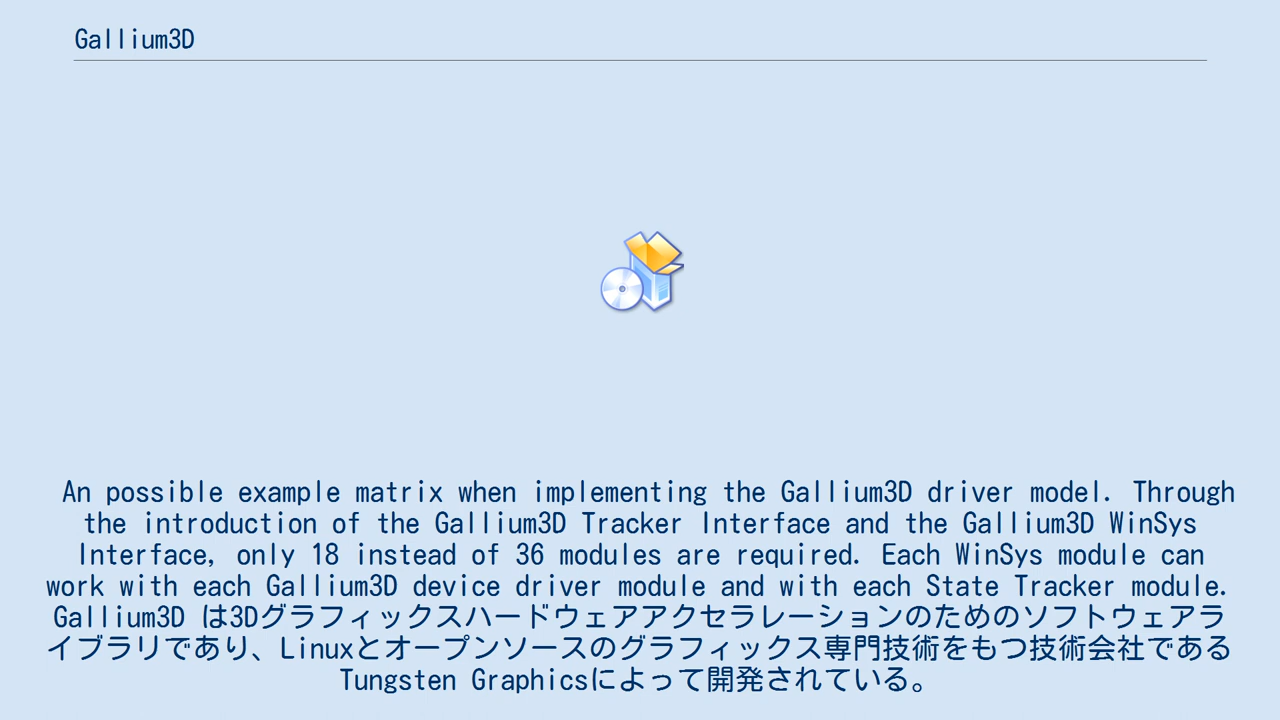 Gallium3D
An possible example matrix when implementing the Gallium3D driver model. Through
the introduction of the Gallium3D Tracker Interface and the Gallium3D WinSys
Interface, only 18 instead of 36 modules are required. Each WinSys module can
work with each Gallium3D device driver module and with each State Tracker module.
Gallium3D は3Dグラフィックスハードウェアアクセラレーションのためのソフトウェアラ
イブラリであり、Linuxとオープンソースのグラフィックス専門技術をもつ技術会社である
Tungsten Graphicsによって開発されている。